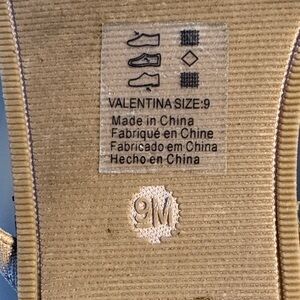 VALENTINA SIZE:9
Made in China
Fabriqué en Chine
Fabricado em China
Hecho en China
9M